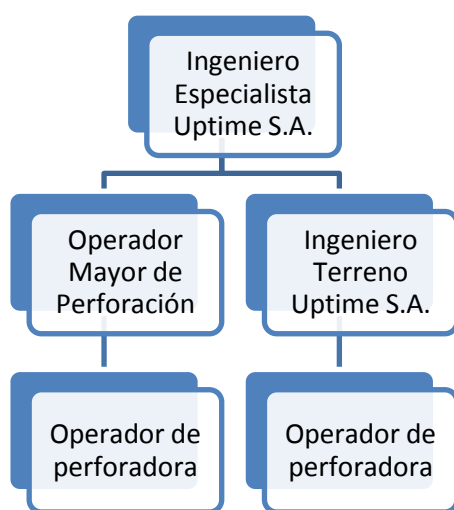 Ingeniero
Especialista
Uptime S.A.
Operador
Mayor de
Perforación
Ingeniero
Terreno
Uptime S.A.
Operador de
perforadora
Operador de
perforadora